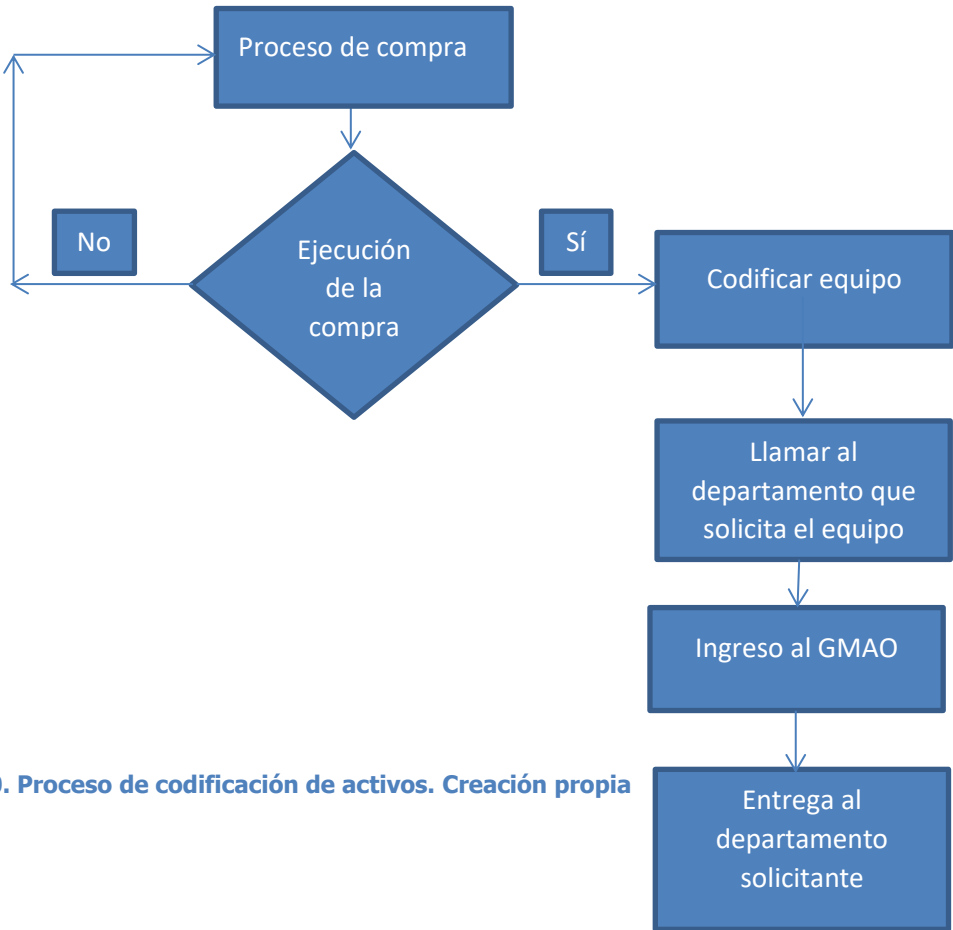 Proceso de compra
No
Ejecución
de la
compra
Sí
Codificar equipo
Llamar al
departamento que
solicita el equipo
Ingreso al GMAO
. Proceso de codificación de activos. Creación propia
Entrega al
departamento
solicitante